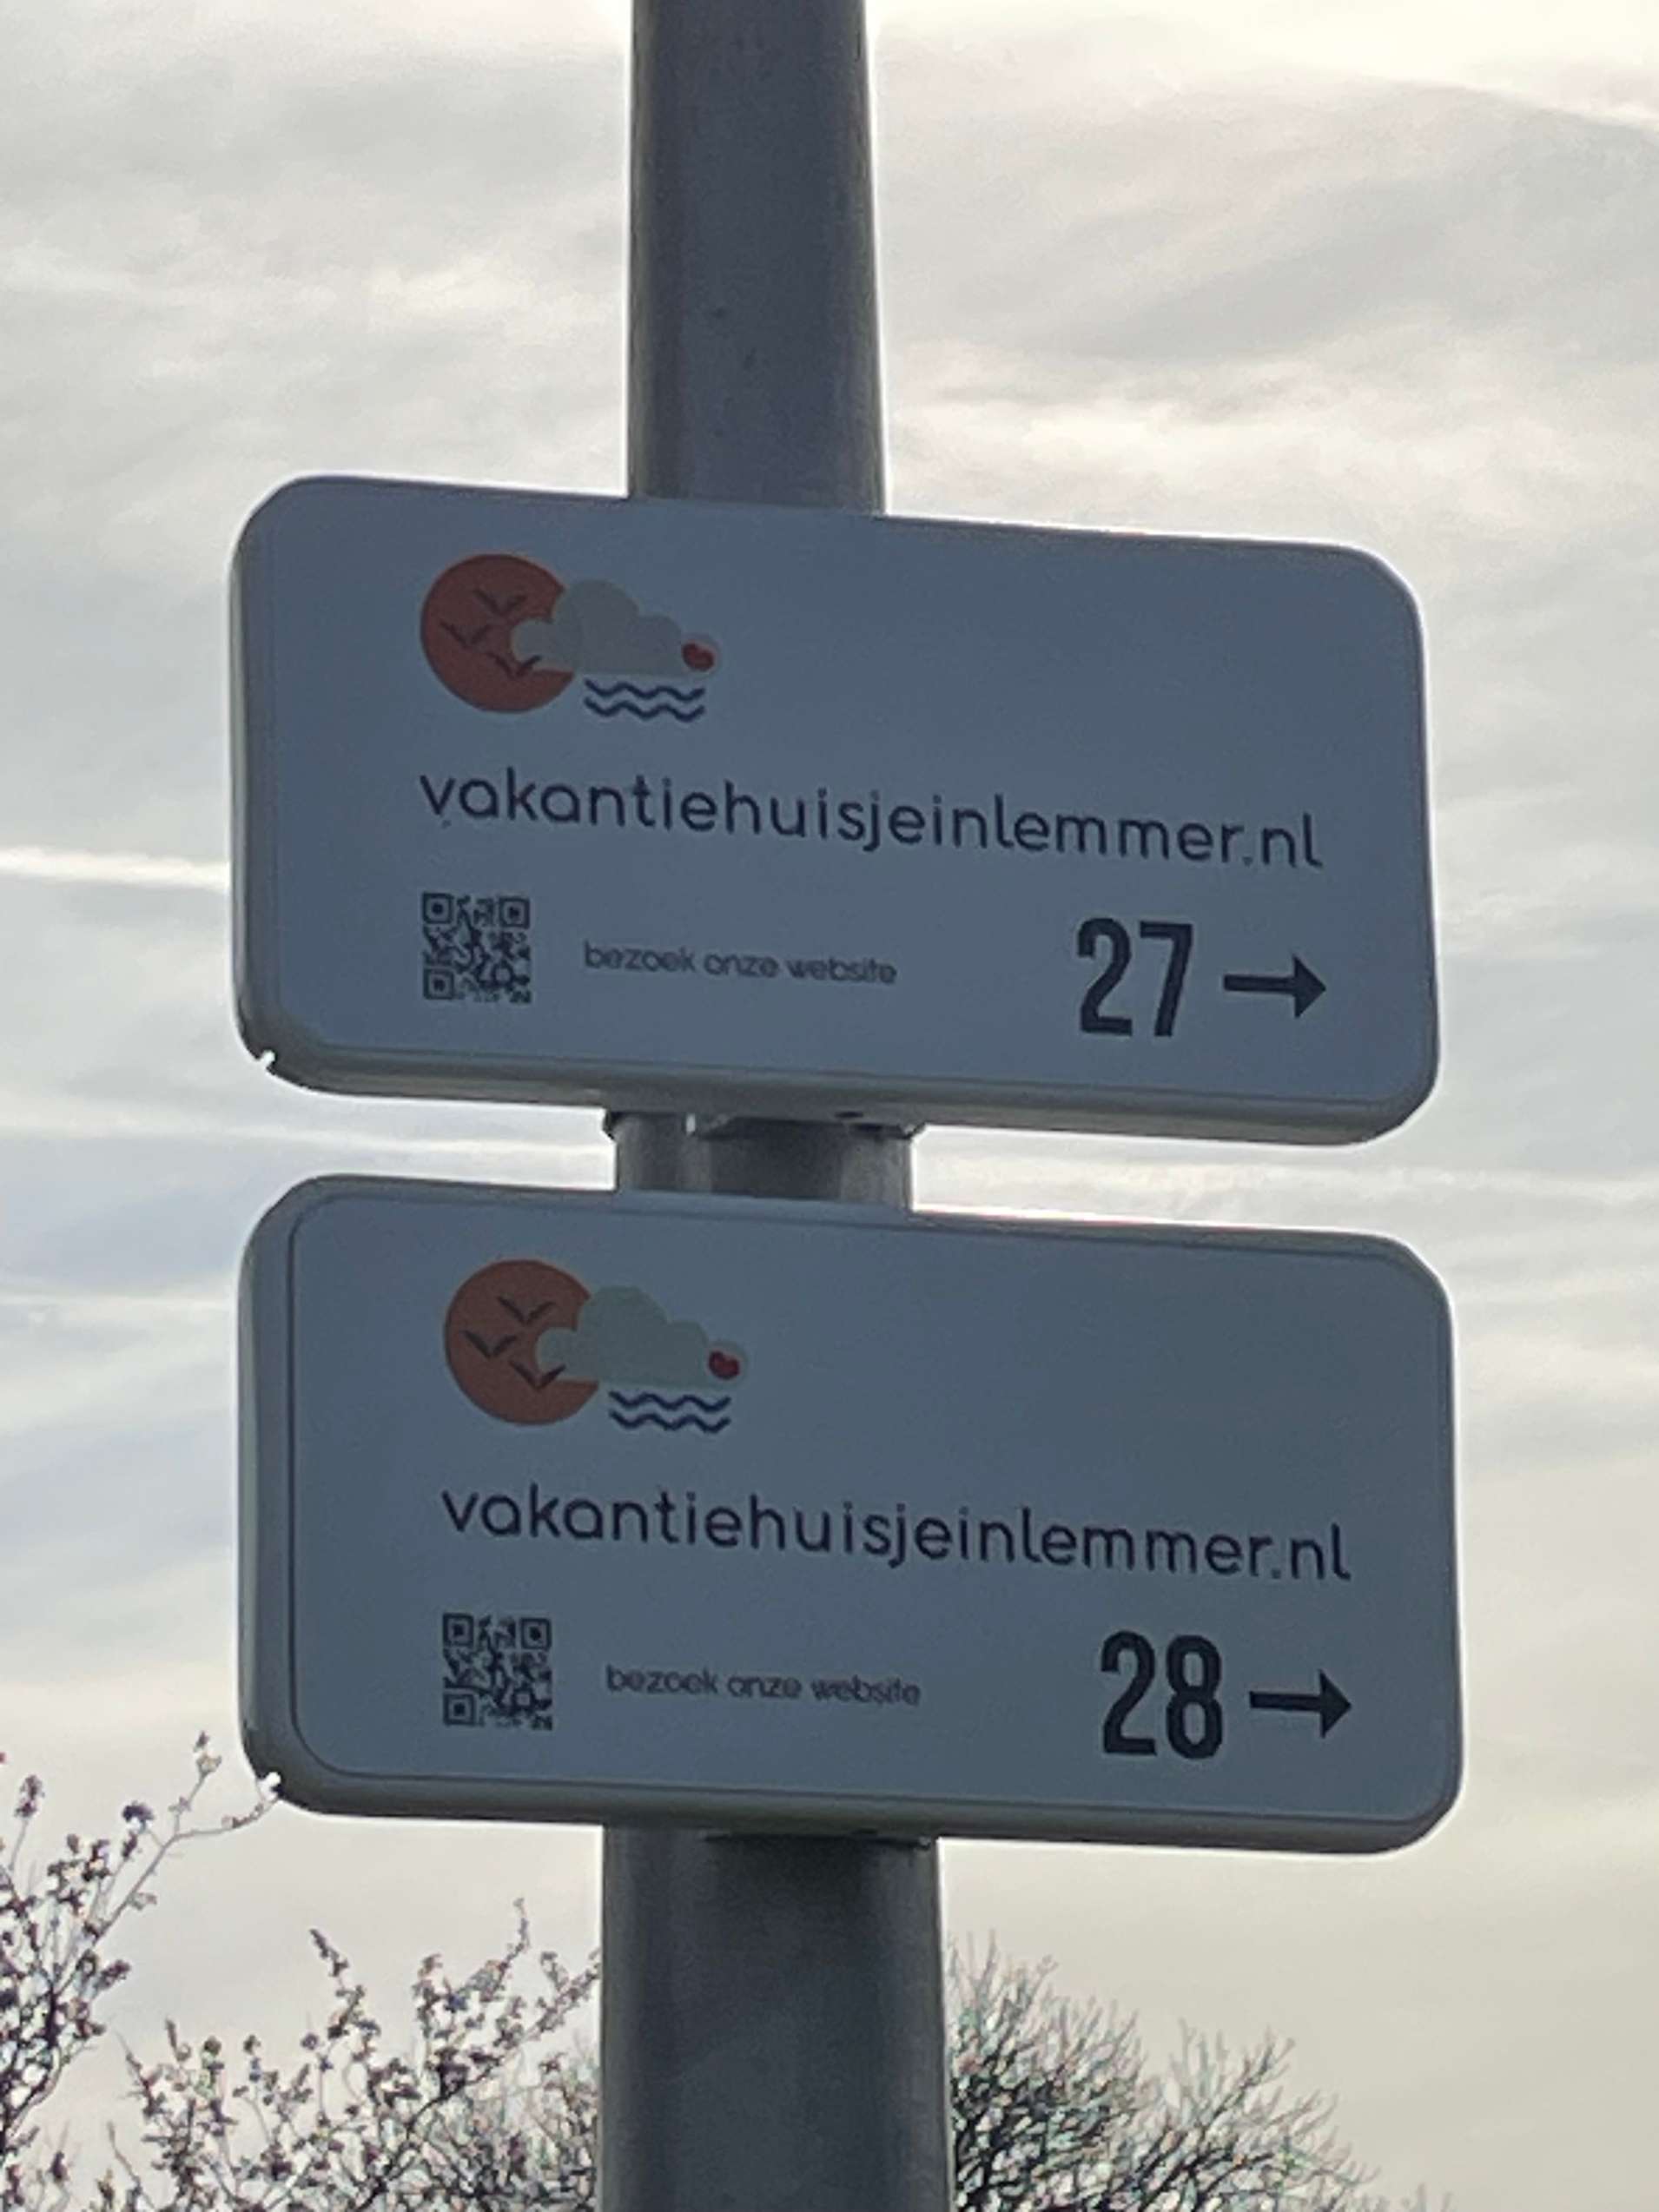 vakantiehuisjeinlemmer.nl
bezoek onze website
27 →
vakantiehuisjeinlemmer.nl
bezoek onze website
28 →